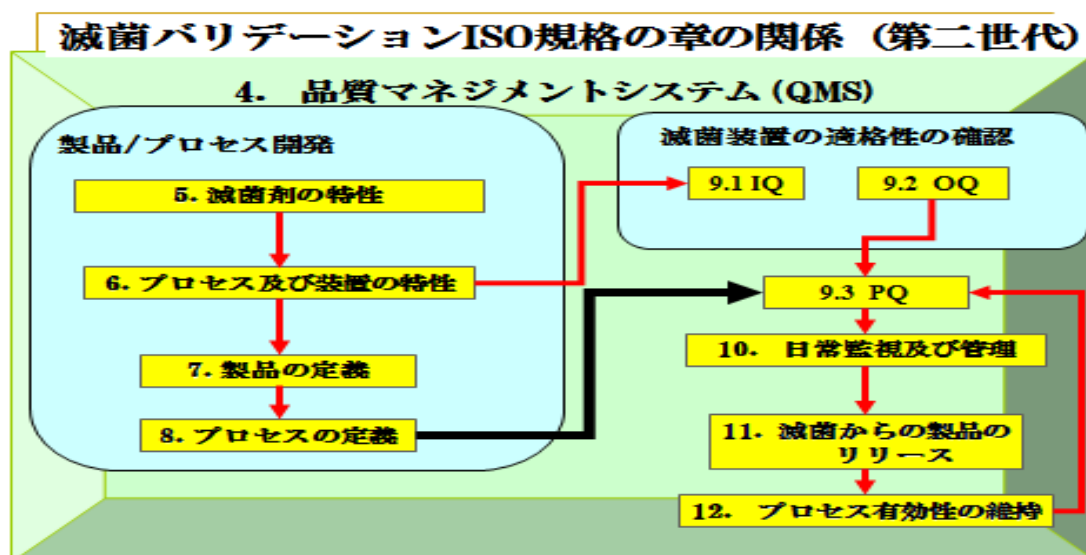 滅菌バリデーションISO規格の章の関係 (第二世代)
4. 品質マネジメントシステム(QMS)
製品/プロセス開発
5. 滅菌剤の特性
6. プロセス及び装置の特性
7. 製品の定義
8. プロセスの定義
滅菌装置の適格性の確認
9.1 IQ
9.2 OQ
9.3 PQ
10. 日常監視及び管理
11. 滅菌からの製品の
リリース
12. プロセス有効性の維持